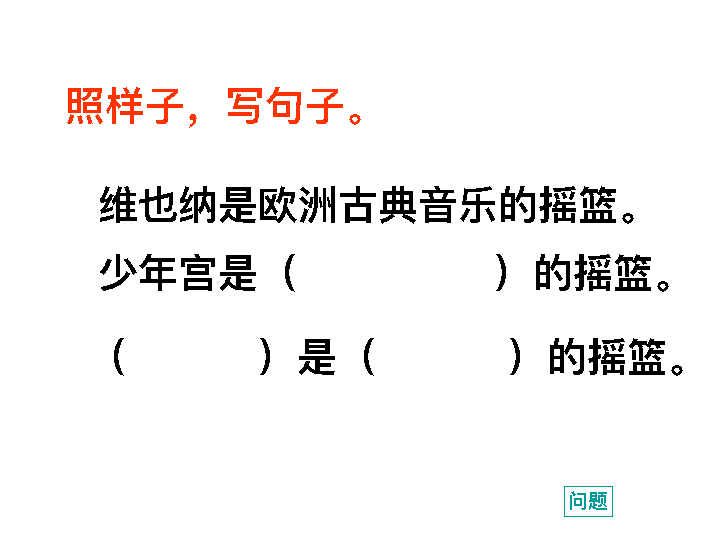 照样子，写句子。
维也纳是欧洲古典音乐的摇篮。
少年宫是（　　　　　）的摇篮。
（　　　）是（　　　）的摇篮。
问题